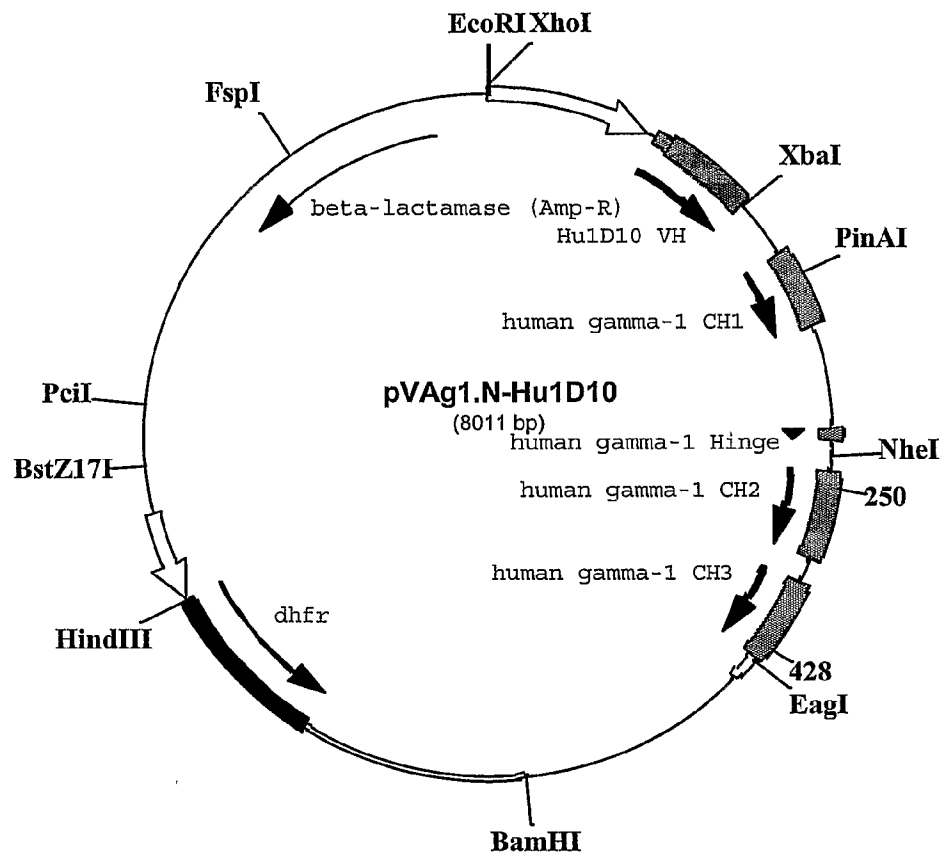 EcoRI XhoI
FspI
XbaI
beta-lactamase (Amp-R)
Hu1D10 VH
PinAI
human gamma-1 CH1
PciI
pVAg1.N-Hu1D10
(8011 bp)
human gamma-1 Hinge
NheI
BstZ17I
human gamma-1 CH2
250
human gamma-1 CH3
dhfr
HindIII
428
EagI
BamHI